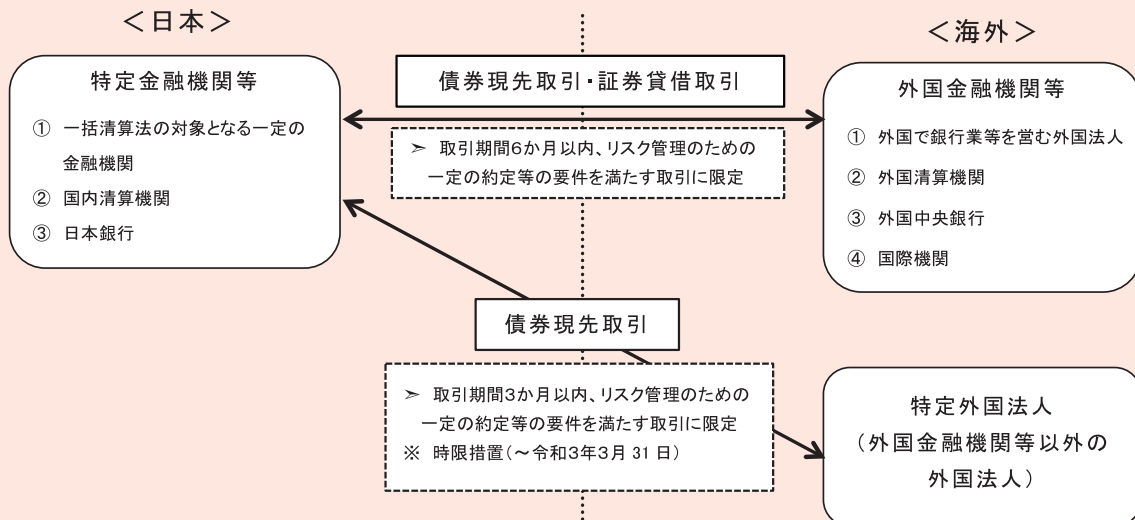 ＜日本＞
＜海外＞
特定金融機関等
① 一括清算法の対象となる一定の
金融機関
② 国内清算機関
③ 日本銀行
債券現先取引・証券貸借取引
➢ 取引期間６か月以内、リスク管理のための
一定の約定等の要件を満たす取引に限定
外国金融機関等
① 外国で銀行業等を営む外国法人
② 外国清算機関
③ 外国中央銀行
④ 国際機関
債券現先取引
➢ 取引期間３か月以内、リスク管理のための
一定の約定等の要件を満たす取引に限定
※ 時限措置（～令和３年３月 31 日）
特定外国法人
（外国金融機関等以外の
外国法人）